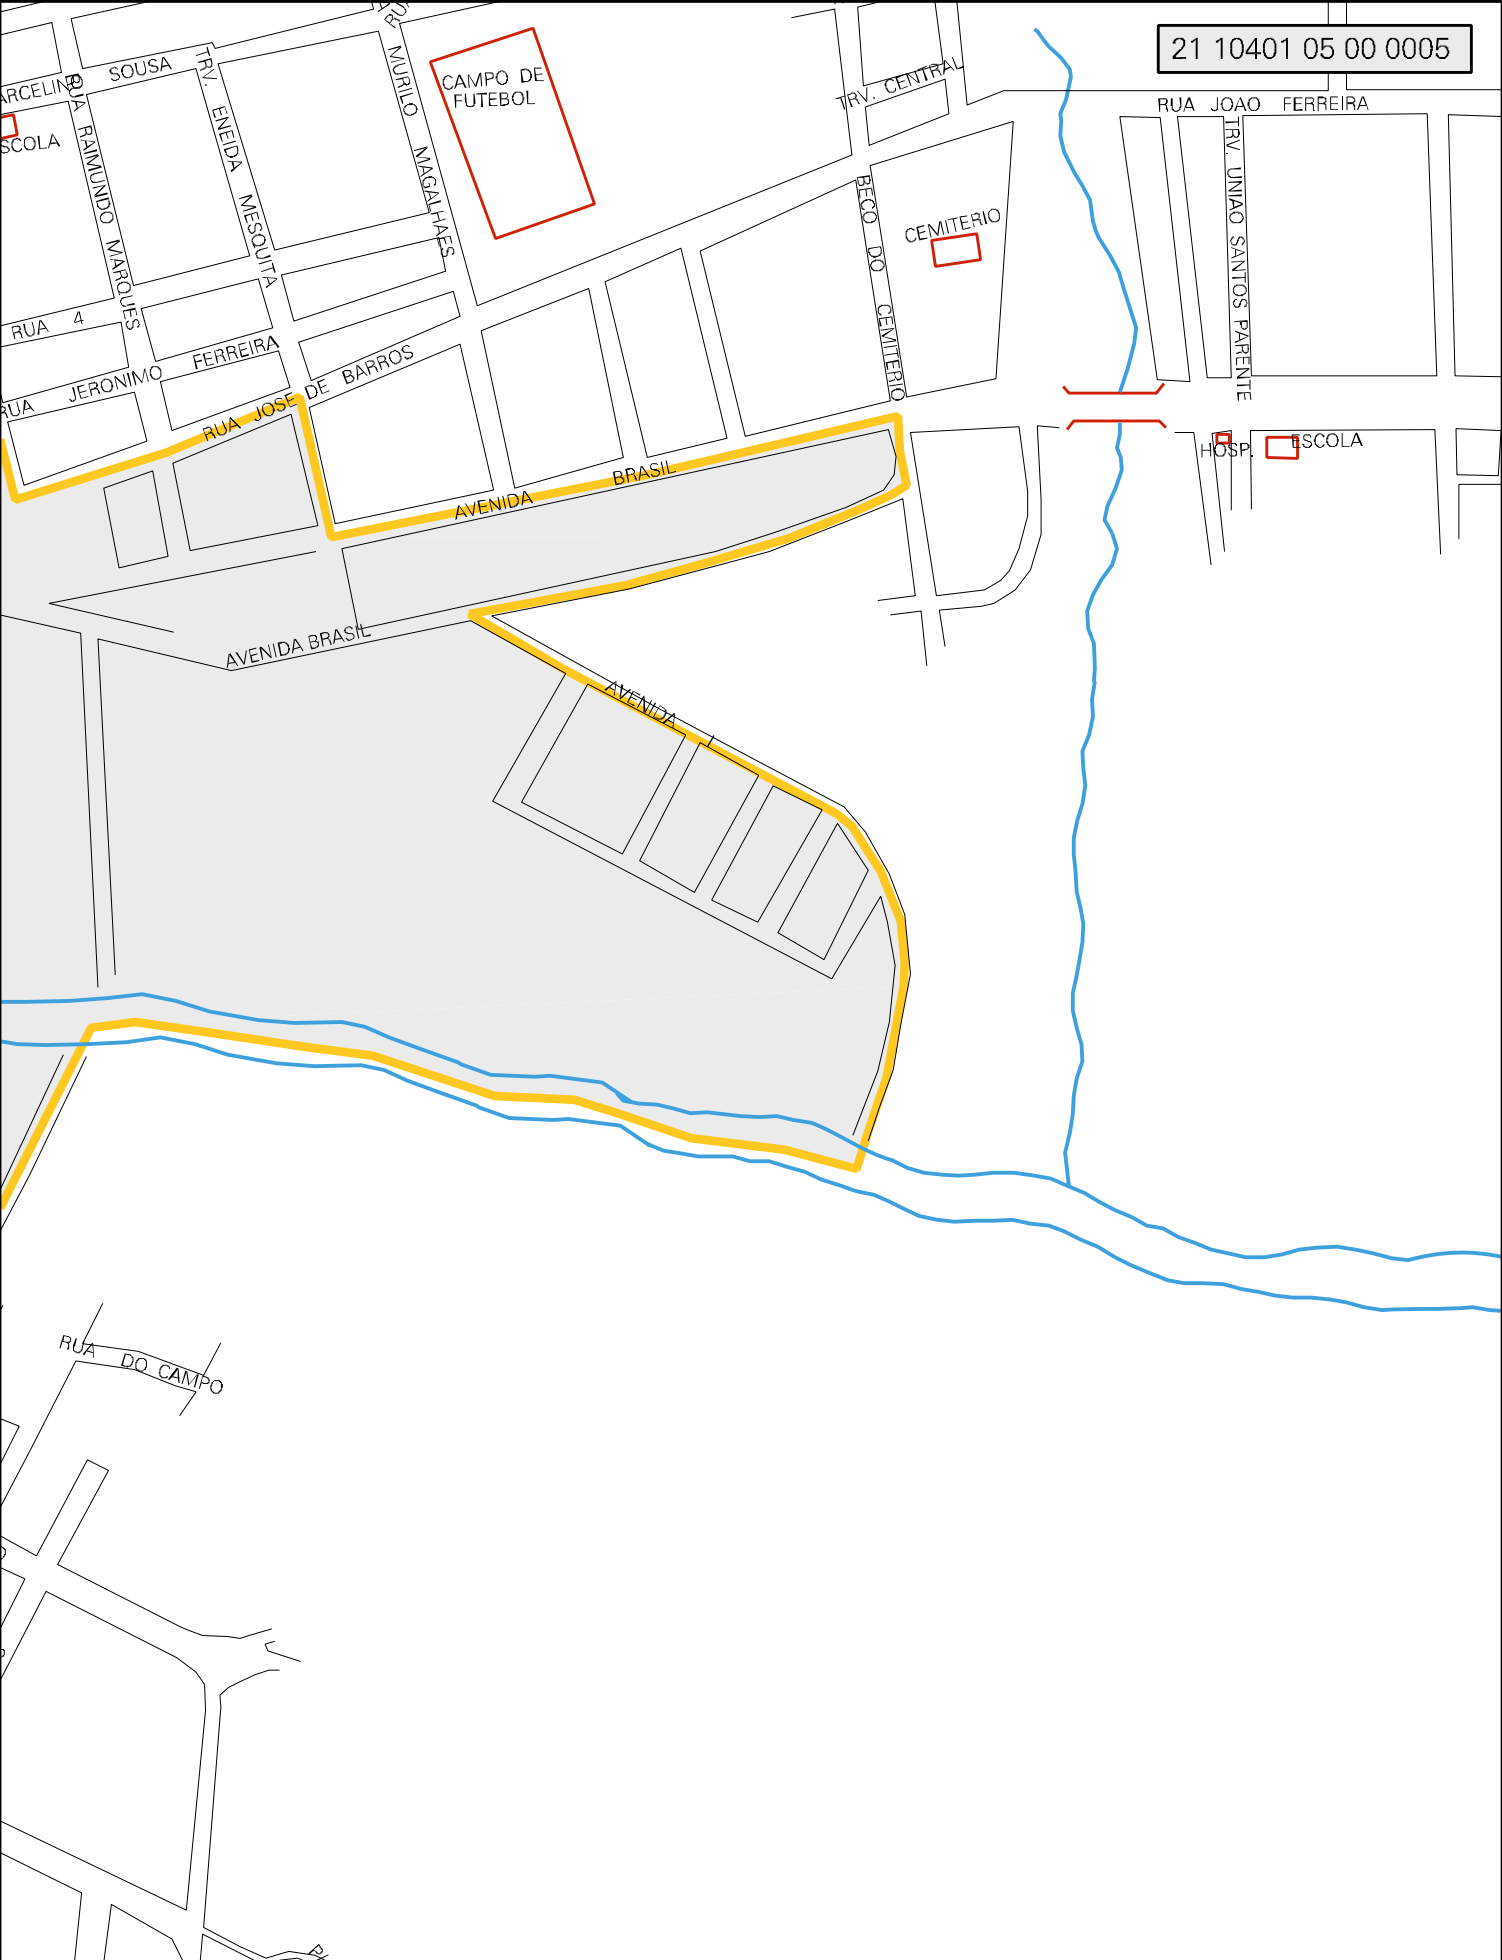 21 10401 05 00 0005
SOUSA
CAMPO DE
FUTEBOL
TRV. CENTRAL
RUA JOAO FERREIRA
RUA RAIMUNDO MARQUES
TRV. ENEIDA MESQUITA
MURILO MAGALHAES
RUA
SCOLA
BECO DO CEMITERIO
CEMITERIO
TRV. UNIAO SANTOS PARENTE
RUA 4
RUA JERONIMO FERREIRA
RUA JOSE DE BARROS
HOSP.
ESCOLA
AVENIDA BRASIL
AVENIDA BRASIL
AVENIDA I
RUA DO CAMPO